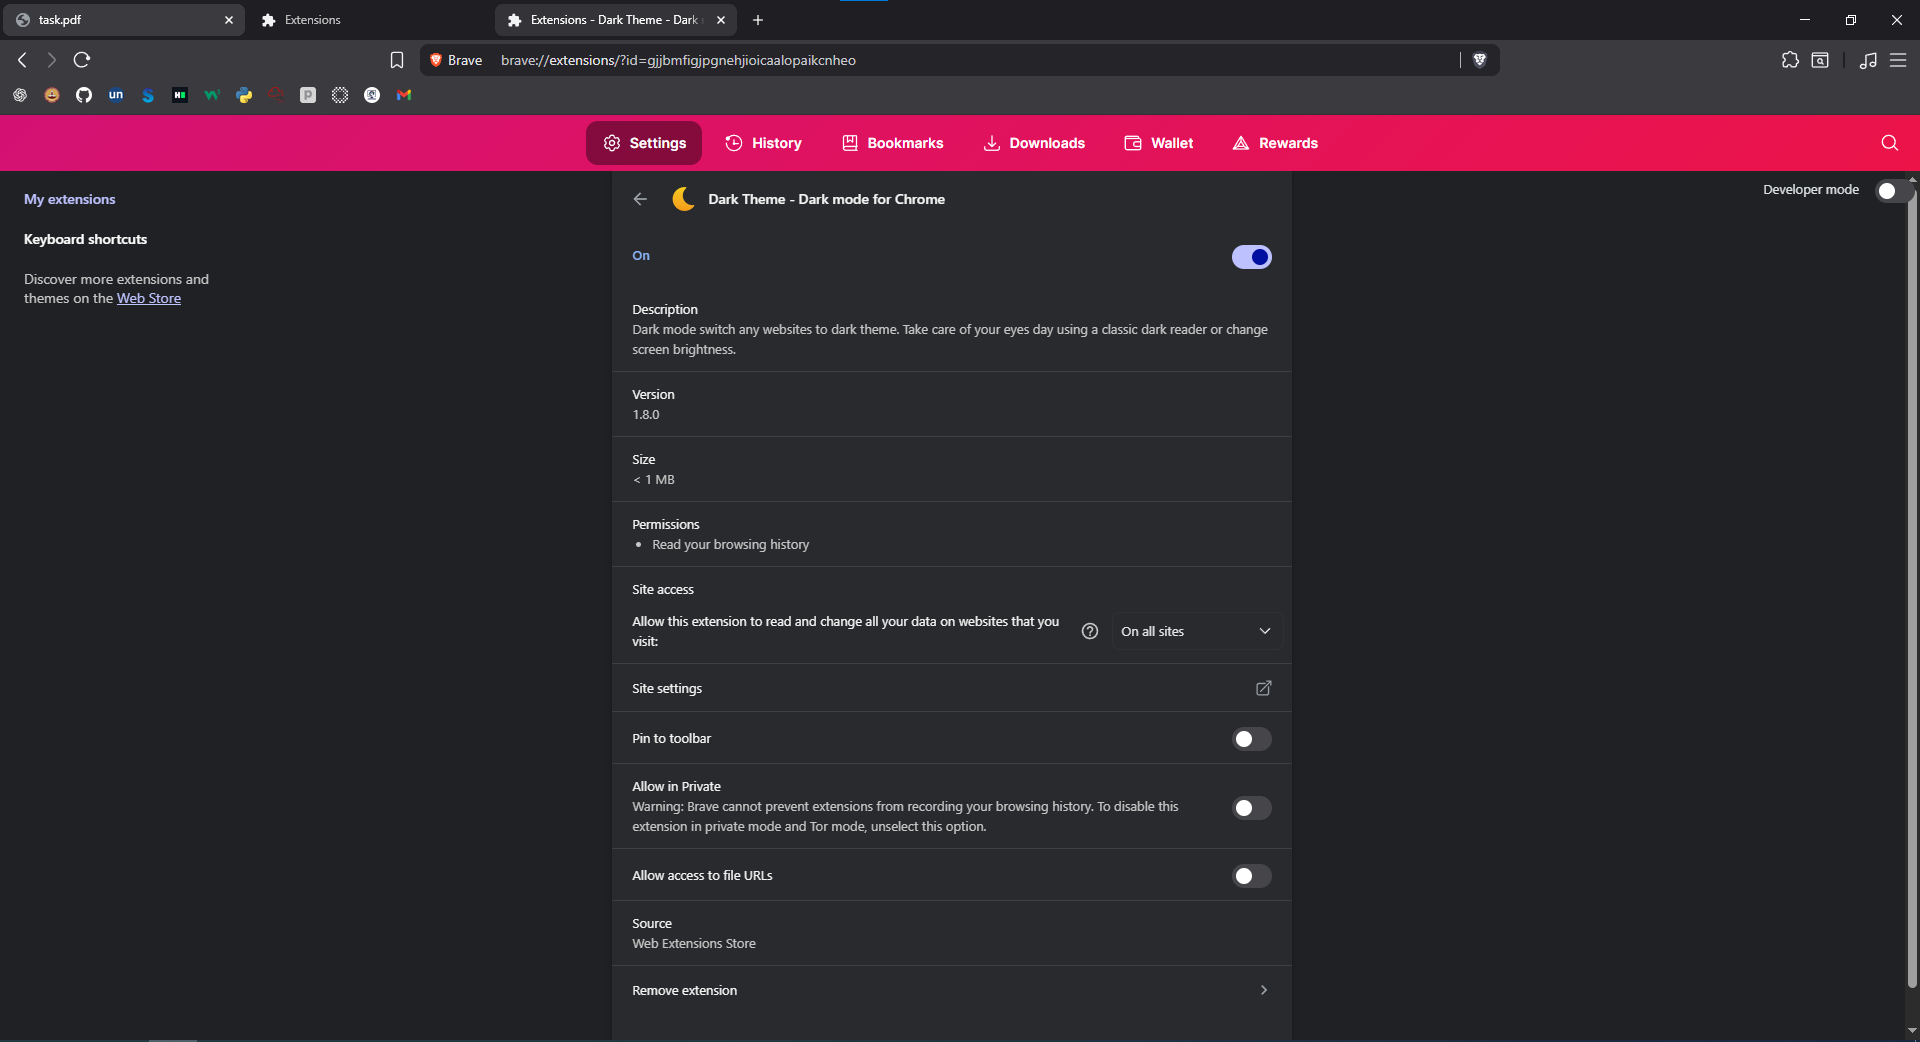 task.pdf
Extensions
Extensions - Dark Theme - Dark
Brave
brave://extensions/?id=gjjbmfigjpgnehjioicaalopaikcnheo
un
Settings
History
Bookmarks
Downloads
Wallet
Rewards
My extensions
Keyboard shortcuts
Discover more extensions and
themes on the Web Store
Dark Theme - Dark mode for Chrome
Developer mode
On
Description
Dark mode switch any websites to dark theme. Take care of your eyes day using a classic dark reader or change
screen brightness.
Version
1.8.0
Size
< 1 MB
Permissions
• Read your browsing history
Site access
Allow this extension to read and change all your data on websites that you
visit:
On all sites
Site settings
Pin to toolbar
Allow in Private
Warning: Brave cannot prevent extensions from recording your browsing history. To disable this
extension in private mode and Tor mode, unselect this option.
Allow access to file URLs
Source
Web Extensions Store
Remove extension